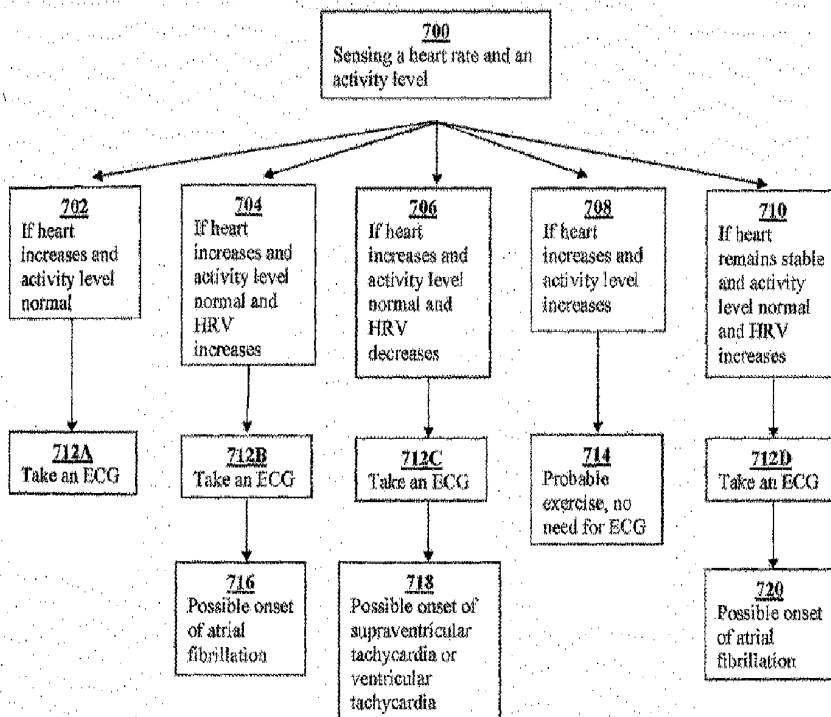 700
Sensing a heart rate and an
activity level
702
If heart
increases and
activity level
normal
704
If heart
increases and
activity level
normal and
HRV
increases
706
If heart
increases and
activity level
normal and
HRV
decreases
708
If heart
increases and
activity level
increases
710
If heart
remains stable
and activity
level normal
and HRV
increases
712A
Take an ECG
712B
Take an ECG
712C
Take an ECG
714
Probable
exercise, no
need for ECG
712D
Take an ECG
716
Possible onset
of atrial
fibrillation
718
Possible onset of
supraventricular
tachycardia or
ventricular
tachycardia
720
Possible onset
of atrial
fibrillation